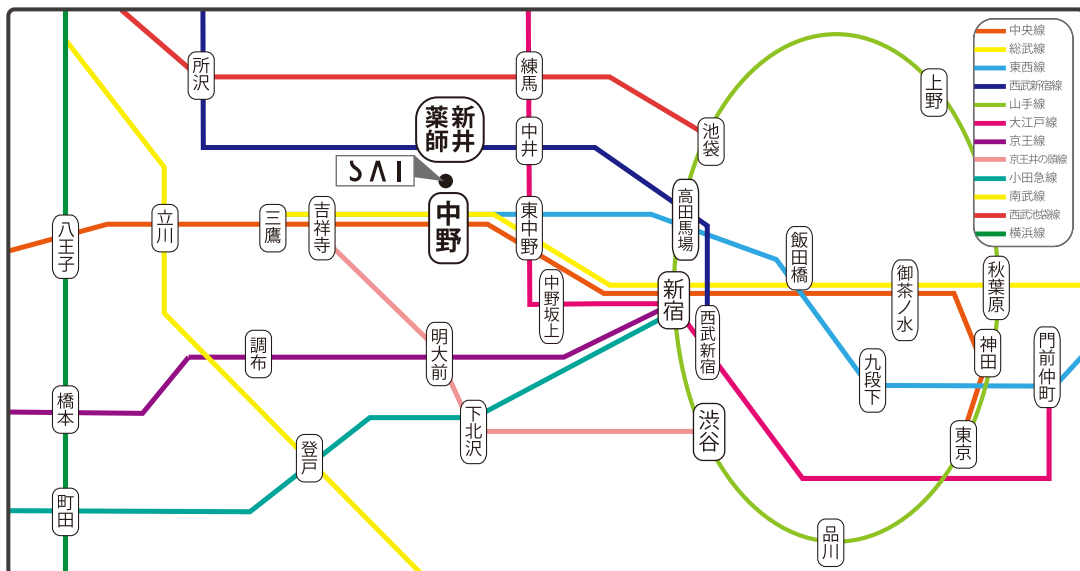 中央線
総武線
東西線
西武新宿線
山手線
大江戸線
京王線
京王井の頭線
小田急線
南武線
西武池袋線
横浜線
上野
所沢
練馬
池袋
新井
薬師
中井
SAI
高田馬場
中野
東中野
吉祥寺
三鷹
立川
八王子
飯田橋
御茶ノ水
秋葉原
新宿
中野坂上
西武新宿
神田
門前仲町
明大前
調布
九段下
橋本
下北沢
渋谷
東京
登戸
町田
品川